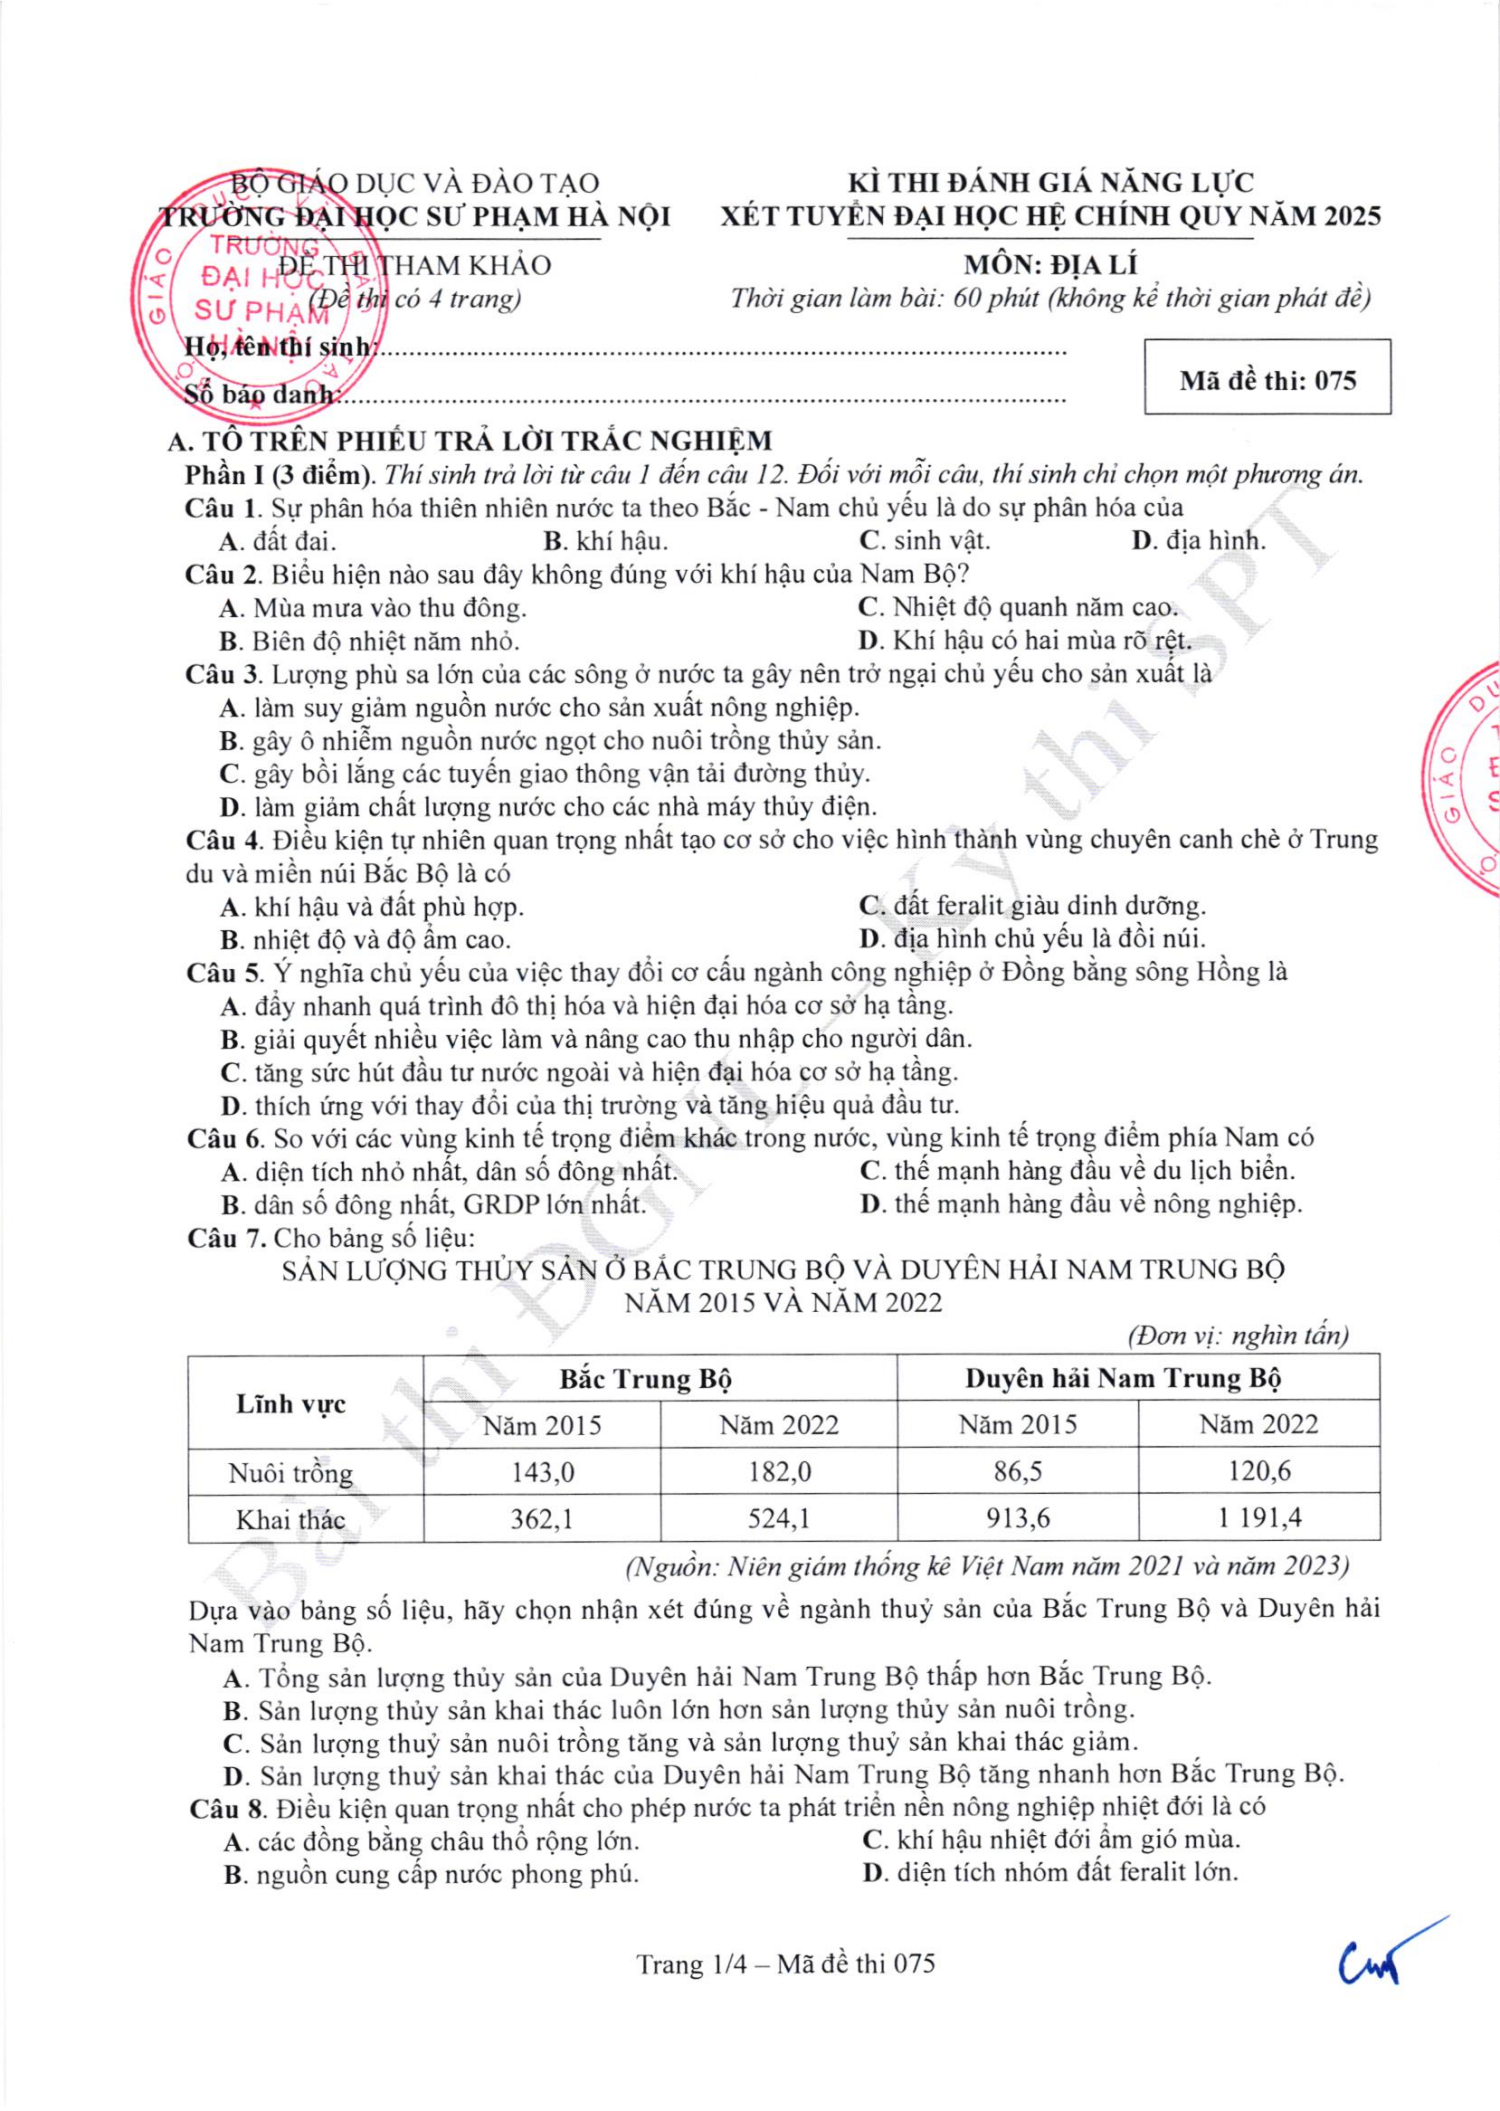 BỘ GIÁO DỤC VÀ ĐÀO TẠO
TRƯỜNG ĐẠI HỌC SƯ PHẠM HÀ NỘI
ĐỀ THI THAM KHẢO
(Đề thi có 4 trang)
KÌ THI ĐÁNH GIÁ NĂNG LỰC
XÉT TUYỂN ĐẠI HỌC HỆ CHÍNH QUY NĂM 2025
MÔN: ĐỊA LÍ
Thời gian làm bài: 60 phút (không kể thời gian phát đề)
BỘ GIÁO DỤC VÀ ĐÀO TẠO
TRƯỜNG
ĐẠI HỌC
SƯ PHẠM
HÀ NỘI
Họ, tên thí sinh:
Số báo danh:
Mã đề thi: 075
A. TÔ TRÊN PHIẾU TRẢ LỜI TRẮC NGHIỆM
Phần I (3 điểm). Thí sinh trả lời từ câu 1 đến câu 12. Đối với mỗi câu, thí sinh chỉ chọn một phương án.
Câu 1. Sự phân hóa thiên nhiên nước ta theo Bắc - Nam chủ yếu là do sự phân hóa của
A. đất đai. B. khí hậu. C. sinh vật. D. địa hình.
Câu 2. Biểu hiện nào sau đây không đúng với khí hậu của Nam Bộ?
A. Mùa mưa vào thu đông. C. Nhiệt độ quanh năm cao.
B. Biên độ nhiệt năm nhỏ. D. Khí hậu có hai mùa rõ rệt.
Câu 3. Lượng phù sa lớn của các sông ở nước ta gây nên trở ngại chủ yếu cho sản xuất là
A. làm suy giảm nguồn nước cho sản xuất nông nghiệp.
B. gây ô nhiễm nguồn nước ngọt cho nuôi trồng thủy sản.
C. gây bồi lắng các tuyến giao thông vận tải đường thủy.
D. làm giảm chất lượng nước cho các nhà máy thủy điện.
Câu 4. Điều kiện tự nhiên quan trọng nhất tạo cơ sở cho việc hình thành vùng chuyên canh chè ở Trung
du và miền núi Bắc Bộ là có
A. khí hậu và đất phù hợp. C. đất feralit giàu dinh dưỡng.
B. nhiệt độ và độ ẩm cao. D. địa hình chủ yếu là đồi núi.
Câu 5. Ý nghĩa chủ yếu của việc thay đổi cơ cấu ngành công nghiệp ở Đồng bằng sông Hồng là
A. đẩy nhanh quá trình đô thị hóa và hiện đại hóa cơ sở hạ tầng.
B. giải quyết nhiều việc làm và nâng cao thu nhập cho người dân.
C. tăng sức hút đầu tư nước ngoài và hiện đại hóa cơ sở hạ tầng.
D. thích ứng với thay đổi của thị trường và tăng hiệu quả đầu tư.
Câu 6. So với các vùng kinh tế trọng điểm khác trong nước, vùng kinh tế trọng điểm phía Nam có
A. diện tích nhỏ nhất, dân số đông nhất. C. thế mạnh hàng đầu về du lịch biển.
B. dân số đông nhất, GRDP lớn nhất. D. thế mạnh hàng đầu về nông nghiệp.
Câu 7. Cho bảng số liệu:
SẢN LƯỢNG THỦY SẢN Ở BẮC TRUNG BỘ VÀ DUYÊN HẢI NAM TRUNG BỘ
NĂM 2015 VÀ NĂM 2022
(Đơn vị: nghìn tấn)
Lĩnh vực Bắc Trung Bộ Duyên hải Nam Trung Bộ
Năm 2015 Năm 2022 Năm 2015 Năm 2022
Nuôi trồng 143,0 182,0 86,5 120,6
Khai thác 362,1 524,1 913,6 1 191,4
(Nguồn: Niên giám thống kê Việt Nam năm 2021 và năm 2023)
Dựa vào bảng số liệu, hãy chọn nhận xét đúng về ngành thuỷ sản của Bắc Trung Bộ và Duyên hải
Nam Trung Bộ.
A. Tổng sản lượng thủy sản của Duyên hải Nam Trung Bộ thấp hơn Bắc Trung Bộ.
B. Sản lượng thủy sản khai thác luôn lớn hơn sản lượng thủy sản nuôi trồng.
C. Sản lượng thuỷ sản nuôi trồng tăng và sản lượng thuỷ sản khai thác giảm.
D. Sản lượng thuỷ sản khai thác của Duyên hải Nam Trung Bộ tăng nhanh hơn Bắc Trung Bộ.
Câu 8. Điều kiện quan trọng nhất cho phép nước ta phát triển nền nông nghiệp nhiệt đới là có
A. các đồng bằng châu thổ rộng lớn. C. khí hậu nhiệt đới ẩm gió mùa.
B. nguồn cung cấp nước phong phú. D. diện tích nhóm đất feralit lớn.
Bài thi ĐGNL - Kỳ thi SPT
Trang 1/4 – Mã đề thi 075